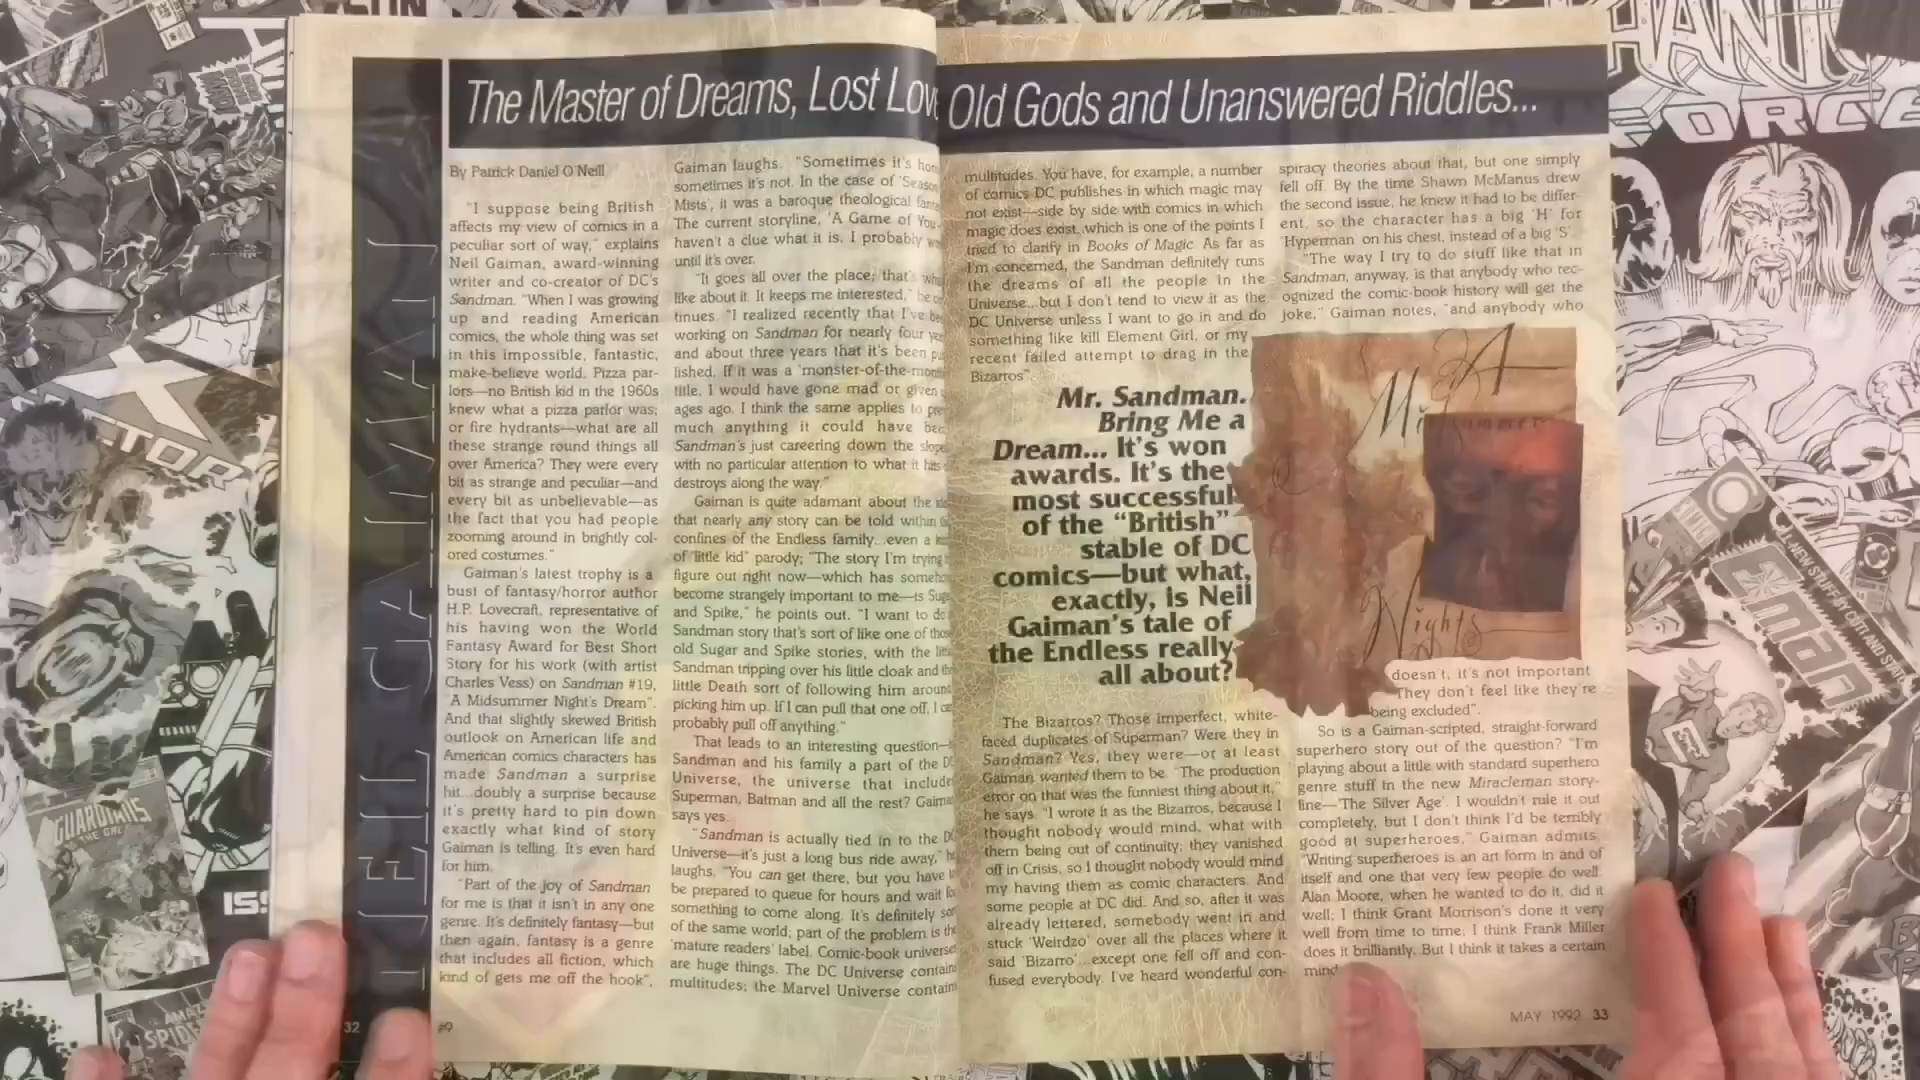 The Master of Dreams, Lost Love
Old Gods and Unanswered Riddles...
By Patrick Daniel O'Neill
"I suppose being British
affects my view of comics in a
peculiar sort of way," explains
Neil Gaiman, award-winning
writer and co-creator of DC's
Sandman. "When I was growing
up and reading American
comics, the whole thing was set
in this impossible, fantastic,
make-believe world. Pizza par-
lors—no British kid in the 1960s
knew what a pizza parlor was;
or fire hydrants—what are all
these strange round things all
over America? They were every
bit as strange and peculiar—and
every bit as unbelievable—as
the fact that you had people
zooming around in brightly col-
ored costumes."
Gaiman's latest trophy is a
bust of fantasy/horror author
H.P. Lovecraft, representative of
his having won the World
Fantasy Award for Best Short
Story for his work (with artist
Charles Vess) on Sandman #19,
"A Midsummer Night's Dream".
And that slightly skewed British
outlook on American life and
American comics characters has
made Sandman a surprise
hit...doubly a surprise because
it's pretty hard to pin down
exactly what kind of story
Gaiman is telling. It's even hard
for him.
"Part of the joy of Sandman
for me is that it isn't in any one
genre. It's definitely fantasy—but
then again, fantasy is a genre
that includes all fiction, which
kind of gets me off the hook",
Gaiman laughs. "Sometimes it's
sometimes it's not. In the case of 'Season
Mists', it was a baroque theological
The current storyline, 'A Game of You'
haven't a clue what it is. I probably
until it's over.
"It goes all over the place; that's
like about it. It keeps me interested," he
tinues. "I realized recently that I've
working on Sandman for nearly four
and about three years that it's been
lished. If it was a 'monster-of-the-
title, I would have gone mad or given
ages ago. I think the same applies to
much anything it could have
Sandman's just careering down the slope
with no particular attention to what it hits
destroys along the way."
Gaiman is quite adamant about the
that nearly any story can be told within
confines of the Endless family...even a
of "little kid" parody; "The story I'm trying
figure out right now—which has
become strangely important to me—is
and Spike," he points out. "I want to do
Sandman story that's sort of like one of
old Sugar and Spike stories, with the
Sandman tripping over his little cloak and
little Death sort of following him around
picking him up. If I can pull that one off, I
probably pull off anything."
That leads to an interesting question—
Sandman and his family a part of the
Universe, the universe that include
Superman, Batman and all the rest?
says yes.
"Sandman is actually tied in to the
Universe—it's just a long bus ride away,"
laughs, "You can get there, but you have
be prepared to queue for hours and wait
something to come along. It's definitely
of the same world; part of the problem is
'mature readers' label. Comic-book
are huge things. The DC Universe
multitudes; the Marvel Universe
32
#9
multitudes. You have, for example, a number
of comics DC publishes in which magic may
not exist—side by side with comics in which
magic does exist...which is one of the points I
tried to clarify in Books of Magic. As far as
I'm concerned, the Sandman definitely runs
the dreams of all the people in the
Universe...but I don't tend to view it as the
DC Universe unless I want to go in and do
something like kill Element Girl, or my
recent failed attempt to drag in the
Bizarros".
Mr. Sandman.
Bring Me a
Dream... It's won
awards. It's the
most successful
of the "British"
stable of DC
comics—but what,
exactly, is Neil
Gaiman's tale of
the Endless really
all about?
The Bizarros? Those imperfect, white-
faced duplicates of Superman? Were they in
Sandman? Yes, they were—or at least
Gaiman wanted them to be. "The production
error on that was the funniest thing about it,"
he says. "I wrote it as the Bizarros, because I
thought nobody would mind, what with
them being out of continuity; they vanished
off in Crisis, so I thought nobody would mind
my having them as comic characters. And
some people at DC did. And so, after it was
already lettered, somebody went in and
stuck 'Weirdzo' over all the places where it
said 'Bizarro'...except one fell off and con-
fused everybody. I've heard wonderful con-
spiracy theories about that, but one simply
fell off. By the time Shawn McManus drew
the second issue, he knew it had to be differ-
ent, so the character has a big 'H' for
'Hyperman' on his chest, instead of a big 'S'.
"The way I try to do stuff like that in
Sandman, anyway, is that anybody who rec-
ognized the comic-book history will get the
joke," Gaiman notes, "and anybody who
A
Midsummer
Nights
doesn't, it's not important
They don't feel like they're
being excluded".
So is a Gaiman-scripted, straight-forward
superhero story out of the question? "I'm
playing about a little with standard superhero
genre stuff in the new Miracleman story-
line—'The Silver Age'. I wouldn't rule it out
completely, but I don't think I'd be terribly
good at superheroes," Gaiman admits.
"Writing superheroes is an art form in and of
itself and one that very few people do well.
Alan Moore, when he wanted to do it, did it
well; I think Grant Morrison's done it very
well from time to time; I think Frank Miller
does it brilliantly. But I think it takes a certain
mind
MAY 1992 33
NEIL GAIMAN
FORCE
GUARDIANS
OF THE GALAXY
IS!
E-man
ALL-NEW STUFF BY CUTI AND STATON